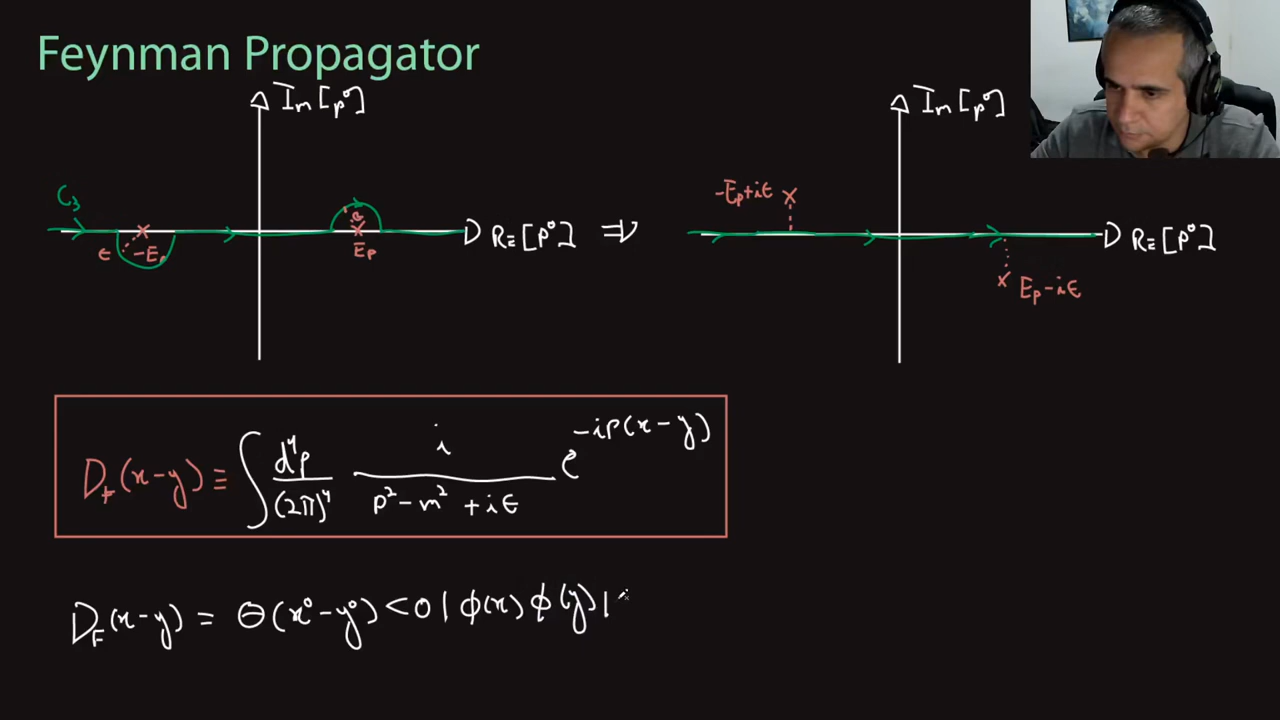 Feynman Propagator
Im[p⁰]
C₃
ϵ
-Eₚ
Eₚ
Re[p⁰]
⇒
Im[p⁰]
-Eₚ+iϵ
Re[p⁰]
Eₚ-iϵ
D_F(x-y) ≡ ∫ d⁴p/(2π)⁴ i/(p²-m²+iϵ) e^{-ip(x-y)}
D_F(x-y) = Θ(x⁰-y⁰)<0|ϕ(x)ϕ(y)|